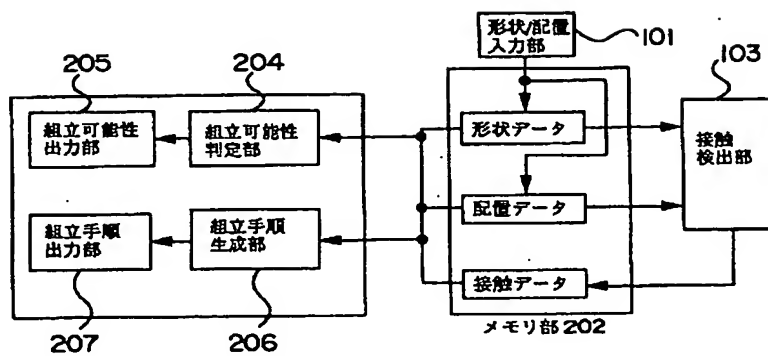 形状/配置
入力部
101
205
204
103
組立可能性
出力部
組立可能性
判定部
形状データ
接触
検出部
配置データ
組立手順
出力部
組立手順
生成部
接触データ
メモリ部202
207
206